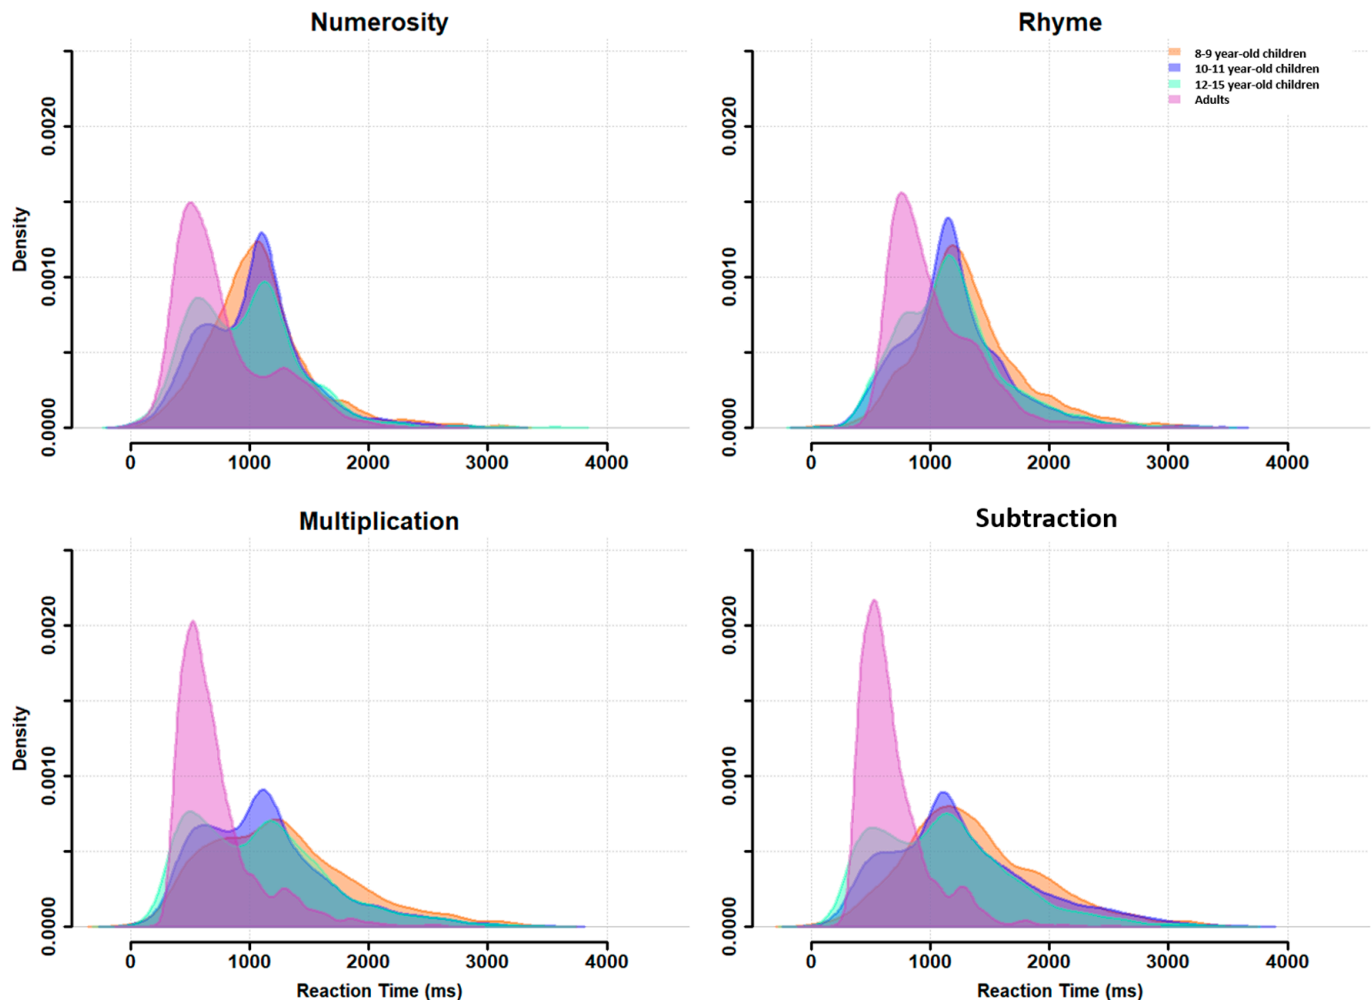 Numerosity
Rhyme
8-9 year-old children
10-11 year-old children
12-15 year-old children
Adults
Density
0.0000
0.0010
0.0020
0 1000 2000 3000 4000
0.0000
0.0010
0.0020
0 1000 2000 3000 4000
Multiplication
Subtraction
Density
0.0000
0.0010
0.0020
0 1000 2000 3000 4000
Reaction Time (ms)
0.0000
0.0010
0.0020
0 1000 2000 3000 4000
Reaction Time (ms)